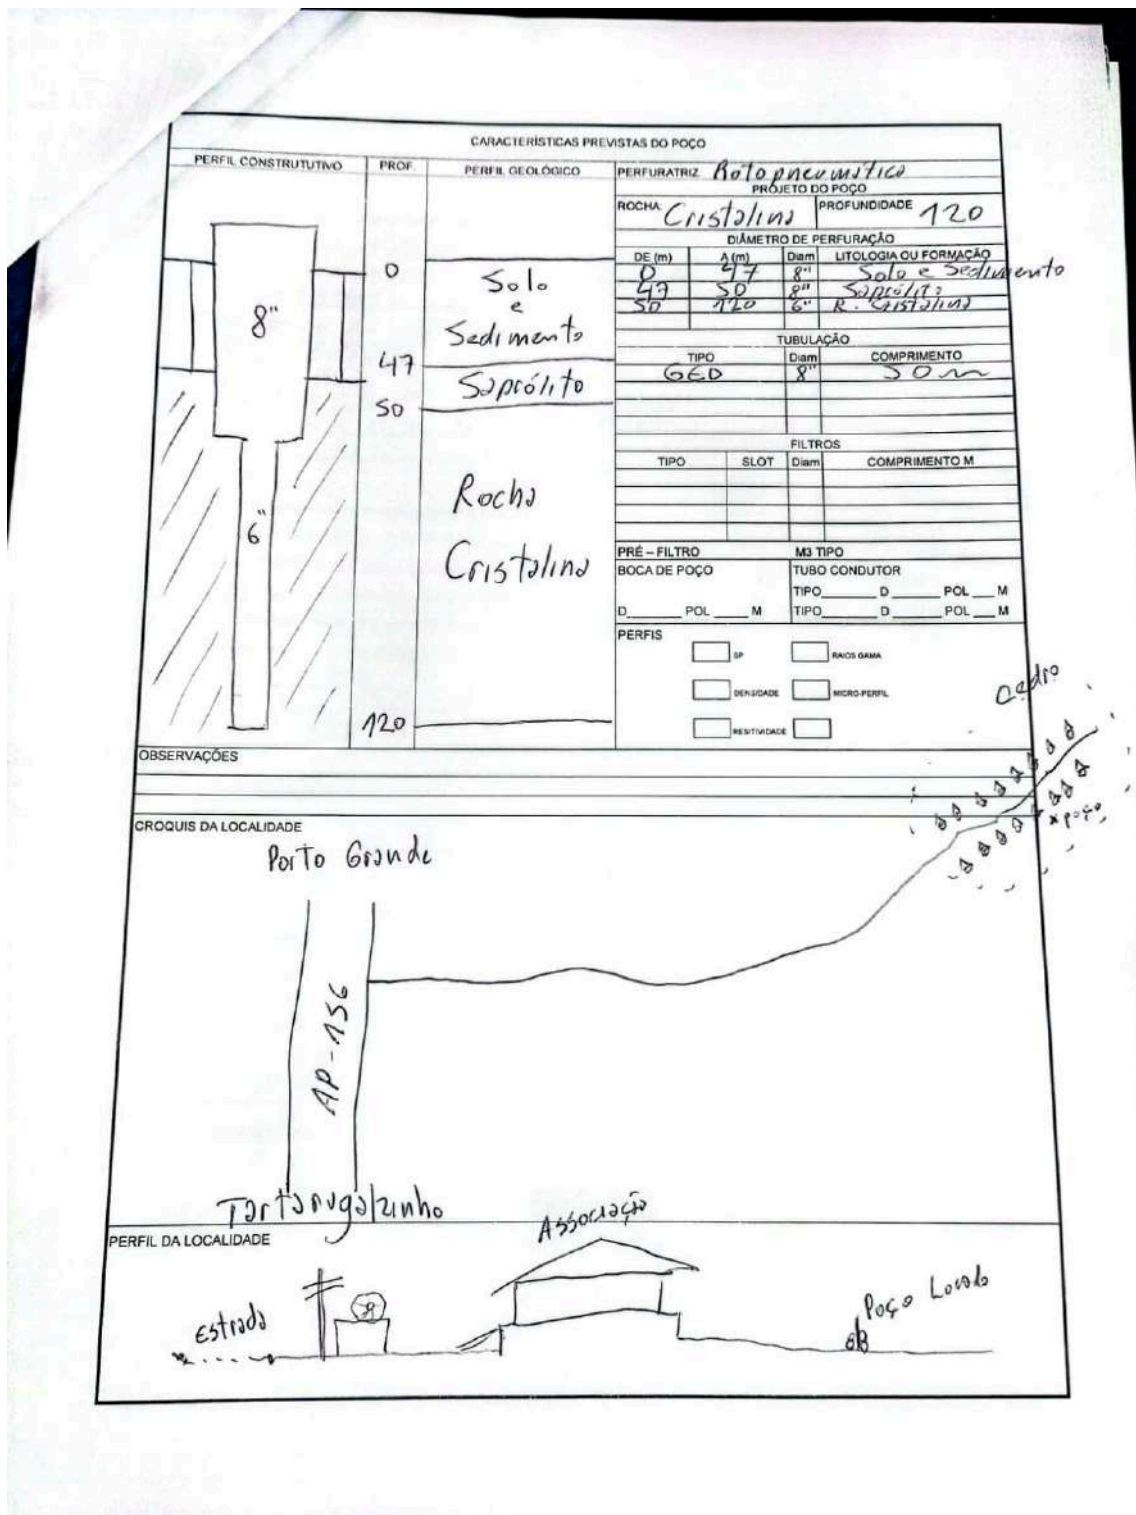 CARACTERÍSTICAS PREVISTAS DO POÇO
PERFIL CONSTRUTUTIVO PROF. PERFIL GEOLÓGICO
PERFURATRIZ Rotopneumática
PROJETO DO POÇO
ROCHA: Cristalina PROFUNDIDADE 120
DIÂMETRO DE PERFURAÇÃO
DE (m) A (m) Diam LITOLOGIA OU FORMAÇÃO
0 47 8" Solo e Sedimento
47 50 8" Saprólito
50 120 6" R. Cristalina
TUBULAÇÃO
TIPO Diam COMPRIMENTO
GED 8" 50 m
FILTROS
TIPO SLOT Diam COMPRIMENTO M
PRÉ – FILTRO M3 TIPO
BOCA DE POÇO TUBO CONDUTOR
TIPO D POL M
D POL M TIPO D POL M
PERFIS
SP RAIOS GAMA
DENSIDADE MICRO-PERFIL
RESITIVIDADE
8"
6"
0
47
50
120
Solo
e
Sedimento
Saprólito
Rocha
Cristalina
OBSERVAÇÕES
Cedro
x poço
CROQUIS DA LOCALIDADE
Porto Grande
AP-156
Tartarugalzinho
PERFIL DA LOCALIDADE
Associação
Estrada
Poço Locado